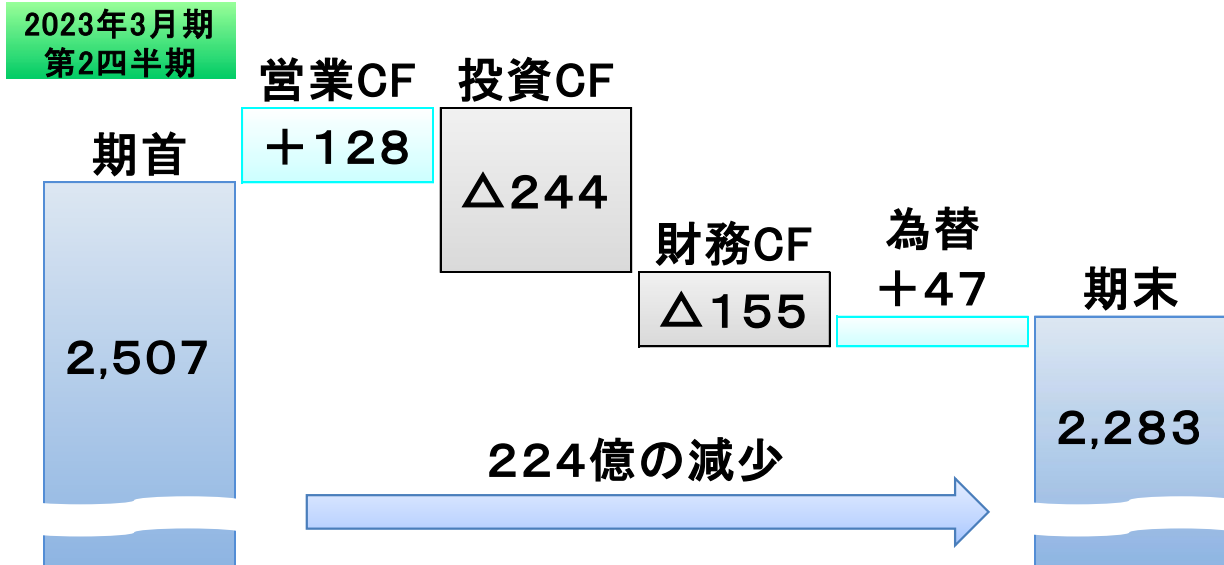 2023年3月期
第2四半期
期首
2,507
営業CF
＋128
投資CF
△244
財務CF
△155
為替
＋47
期末
2,283
224億の減少